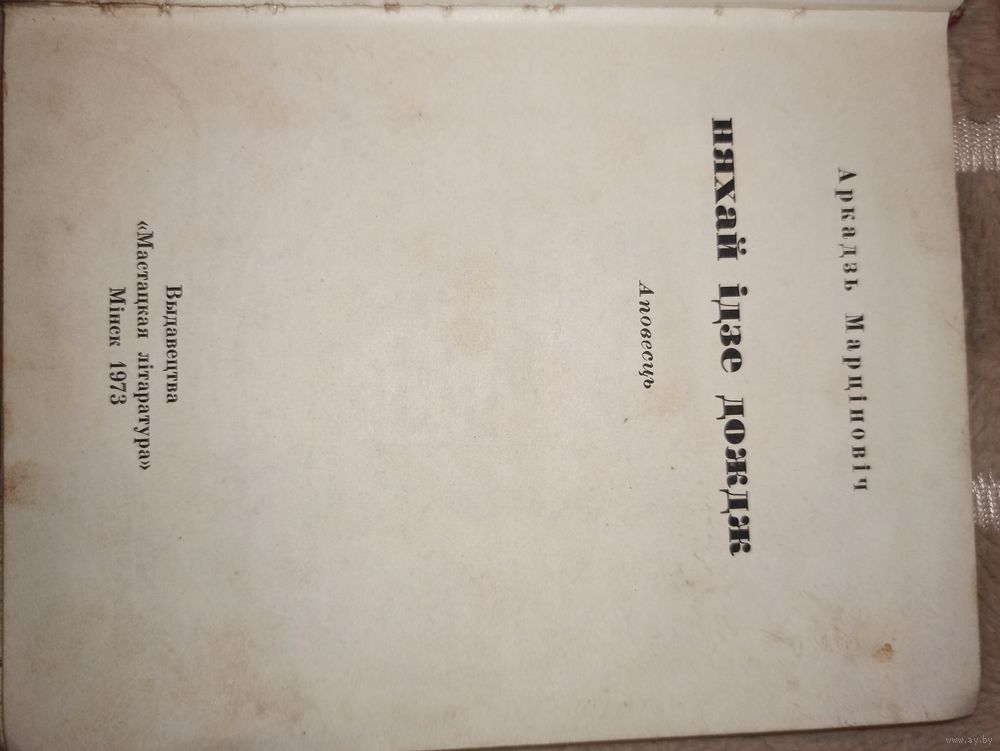 Аркадзь Марціновіч
няхай ідзе дождж
Аповесць
Выдавецтва
«Мастацкая літаратура»
Мінск 1973
www.ay.by